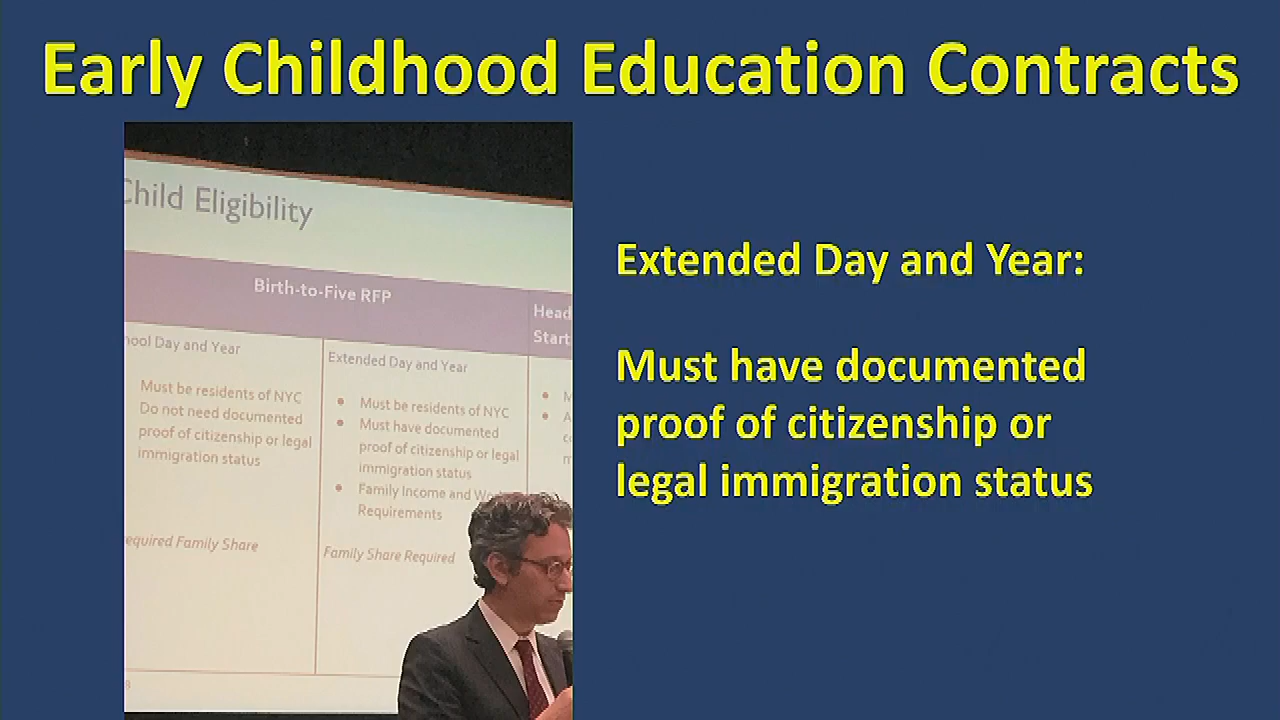 Early Childhood Education Contracts
Child Eligibility
Birth-to-Five RFP
Head
Start
Day and Year
Must be residents of NYC
Do not need documented
proof of citizenship or legal
immigration status
Family Share
Extended Day and Year
• Must be residents of NYC
• Must have documented
proof of citizenship or legal
immigration status
• Family Income and
Requirements
Family Share Required
8
Extended Day and Year:
Must have documented
proof of citizenship or
legal immigration status